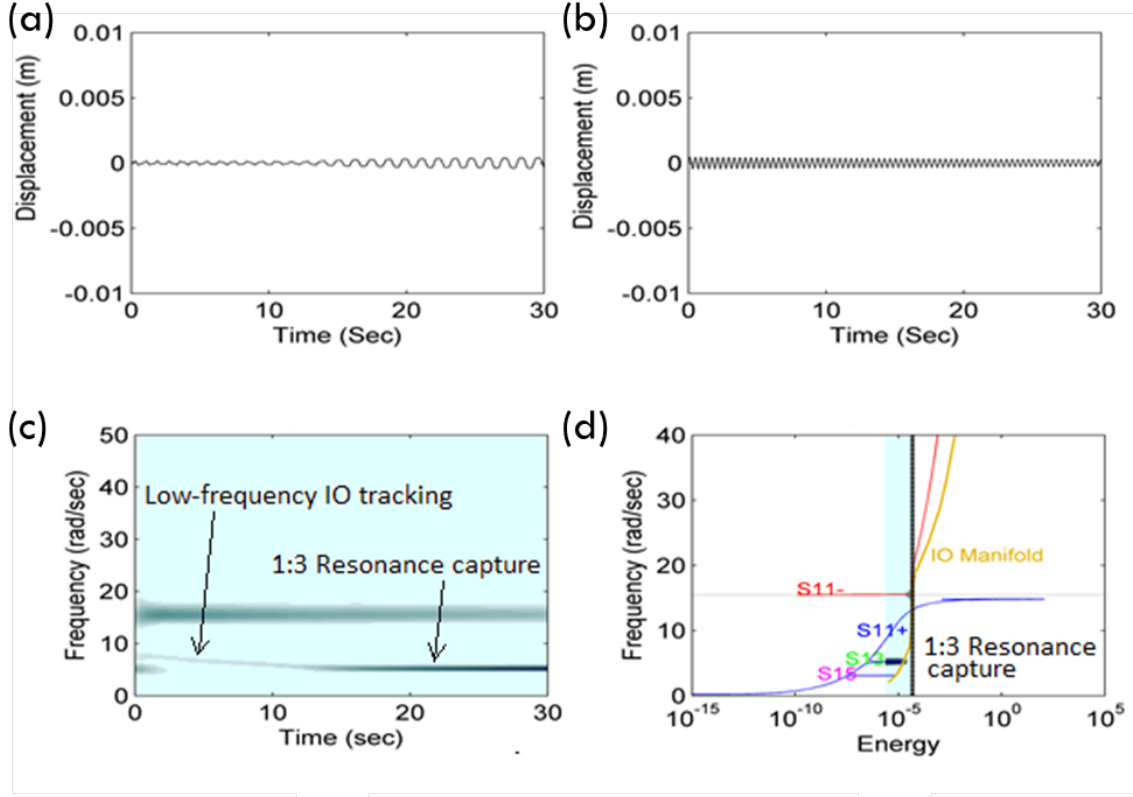 (a)
0.01
0.005
0
-0.005
-0.01
Displacement (m)
0 10 20 30
Time (Sec)
(b)
0.01
0.005
0
-0.005
-0.01
Displacement (m)
0 10 20 30
Time (Sec)
(c)
50
40
30
20
10
0
Frequency (rad/sec)
Low-frequency IO tracking
1:3 Resonance capture
0 10 20 30
Time (sec)
(d)
40
30
20
10
0
Frequency (rad/sec)
IO Manifold
S11-
S11+
S13
S15
1:3 Resonance
capture
10-15 10-10 10-5 100 105
Energy